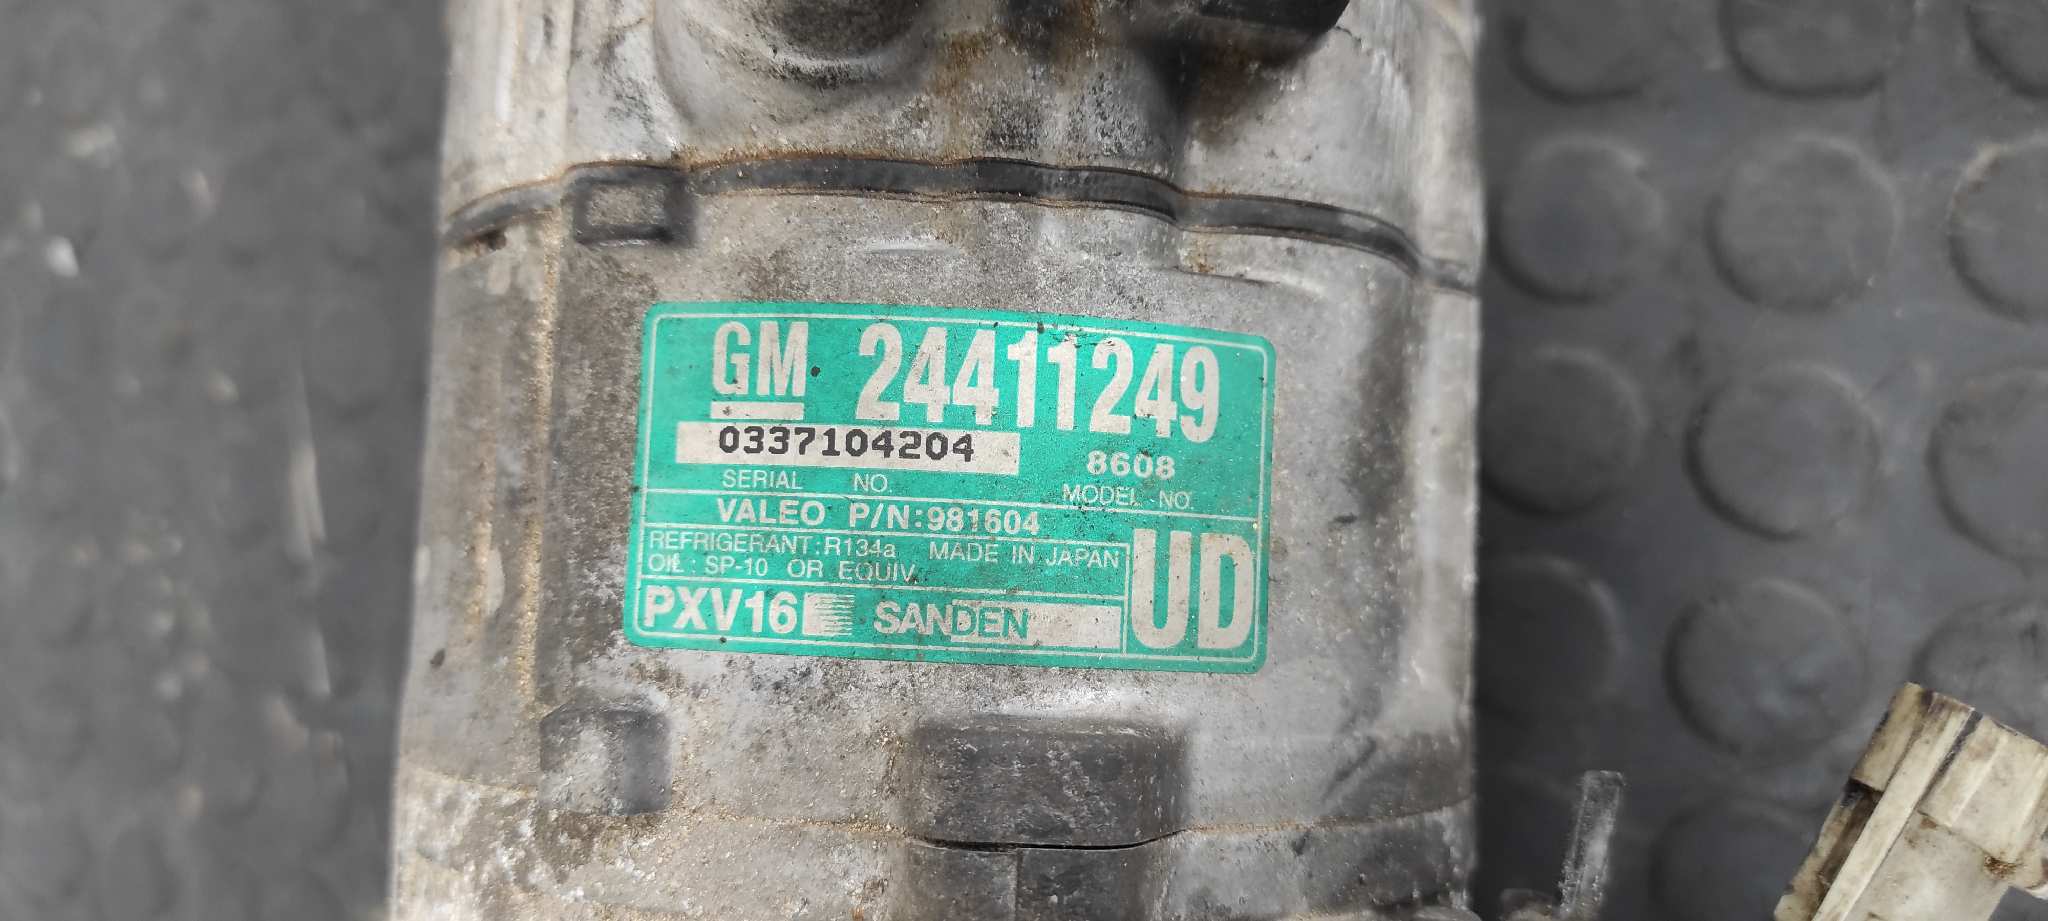 GM 24411249
0337104204
8608
SERIAL NO.
MODEL NO.
VALEO P/N:981604
REFRIGERANT:R134a MADE IN JAPAN
OIL: SP-10 OR EQUIV.
UD
PXV16 SANDEN